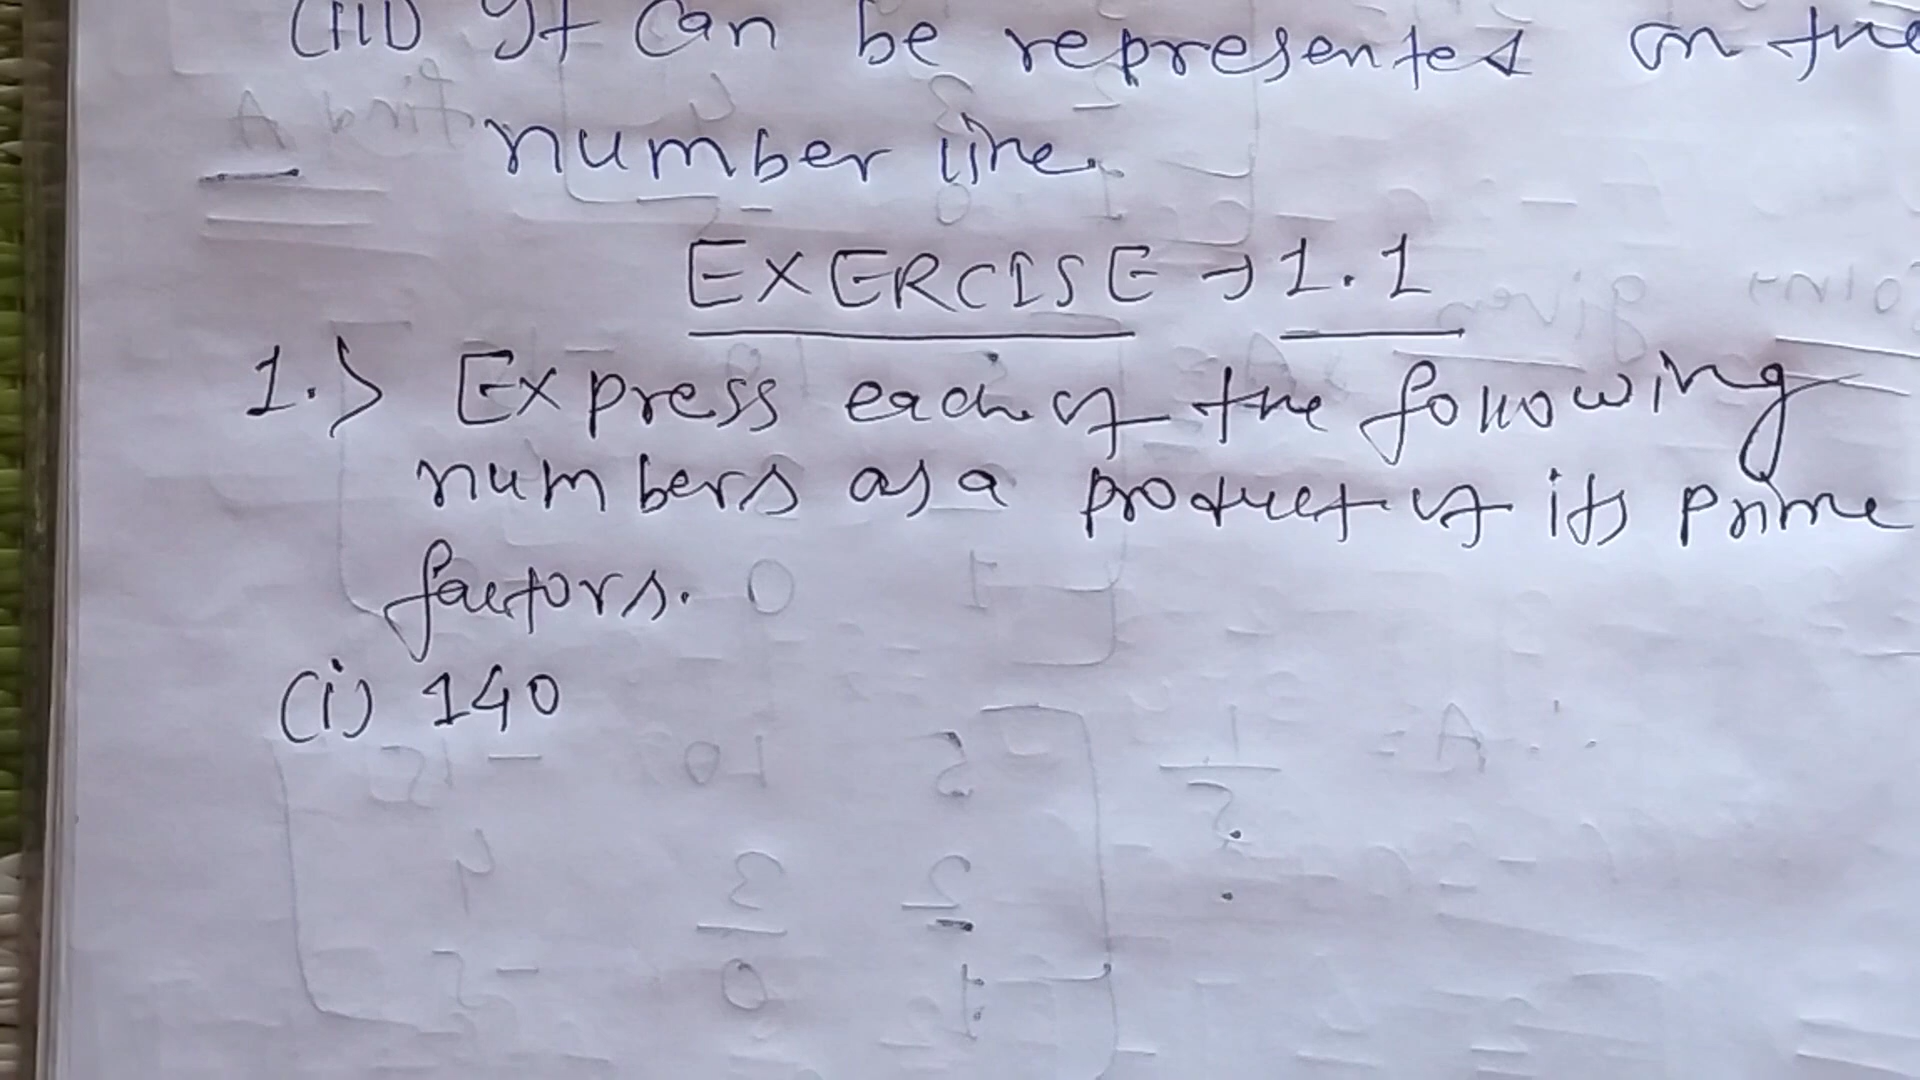 (iii) It can be represented on the
number line.
EXERCISE → 1.1
1.> Express each of the following
numbers as a product of its prime
factors.
(i) 140